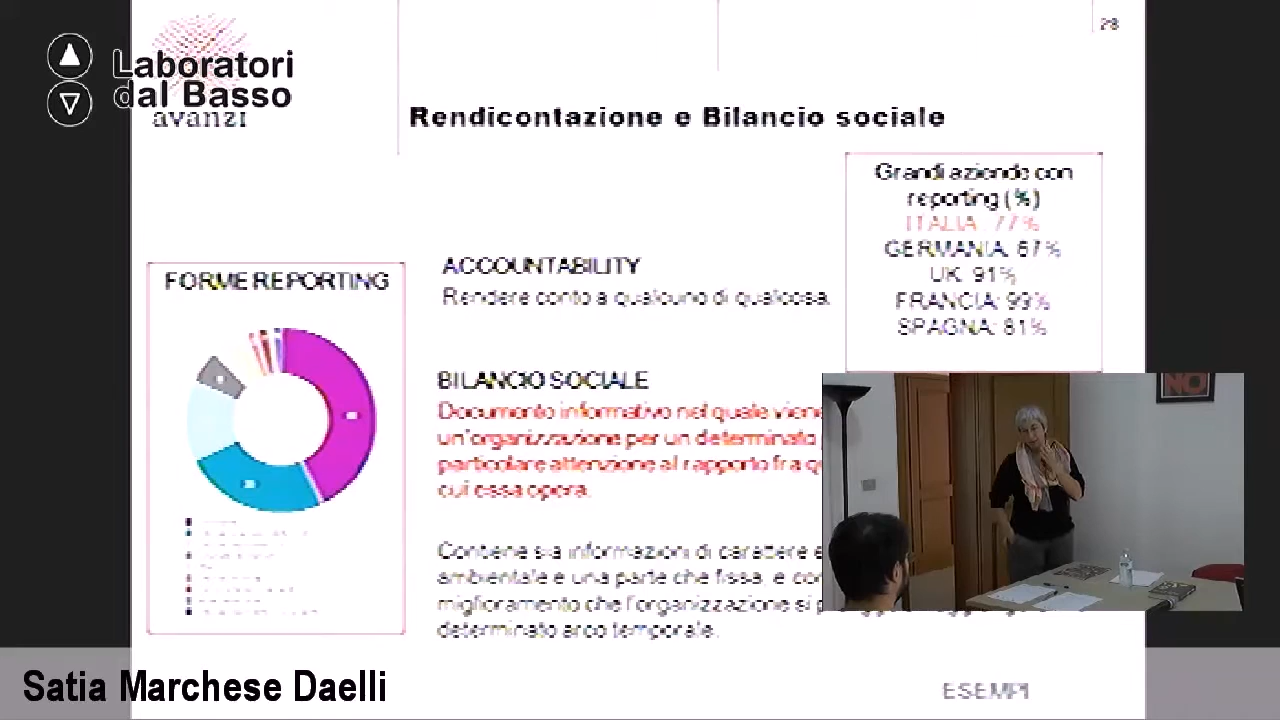 28
Laboratori
dal Basso
avanzi
Rendicontazione e Bilancio sociale
Grandi aziende con
reporting (%)
ITALIA: 77%
GERMANIA: 67%
UK: 91%
FRANCIA: 99%
SPAGNA: 81%
FORME REPORTING
ACCOUNTABILITY
Rendere conto a qualcuno di qualcosa.
BILANCIO SOCIALE
Documento informativo nel quale viene
un'organizzazione per un determinato
particolare attenzione al rapporto fra
cui essa opera.
Contiene sia informazioni di carattere
ambientale e una parte che fissa, e
miglioramento che l'organizzazione si
determinato arco temporale.
NO
Satia Marchese Daelli
ESEMPI